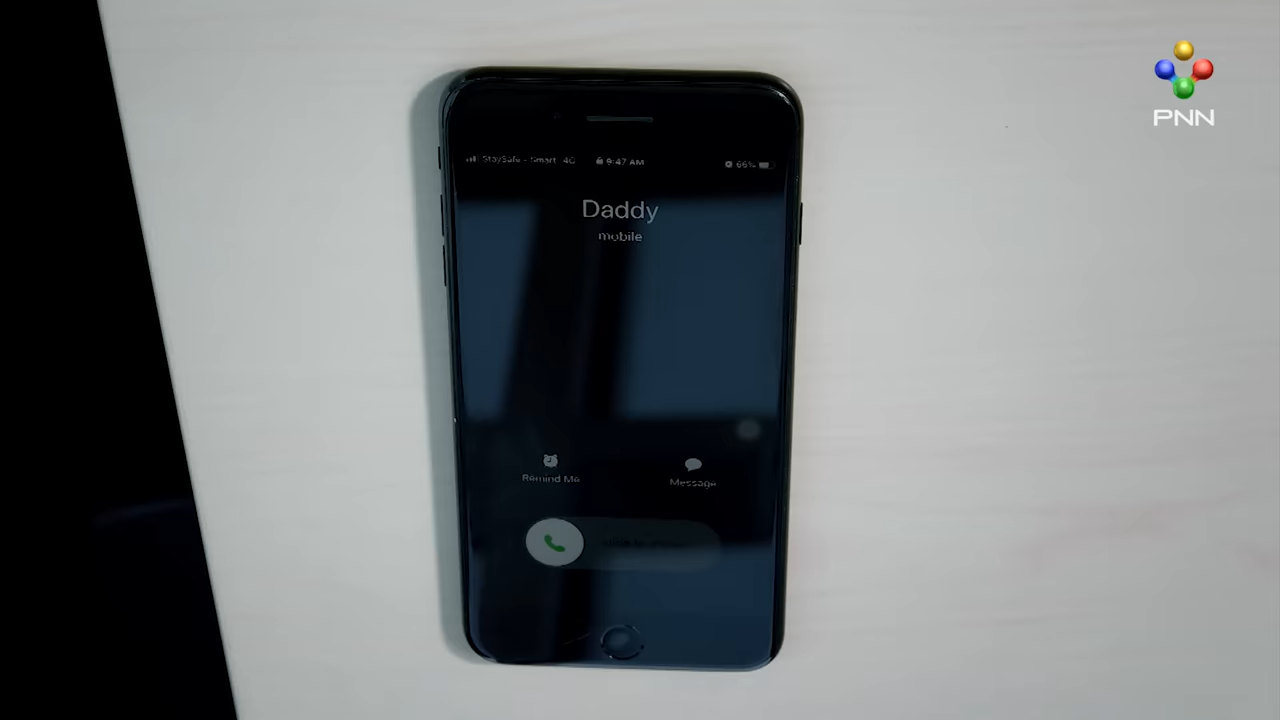 StaySafe - Smart 4G 9:47 AM 66%
Daddy
mobile
Remind Me
Message
PNN